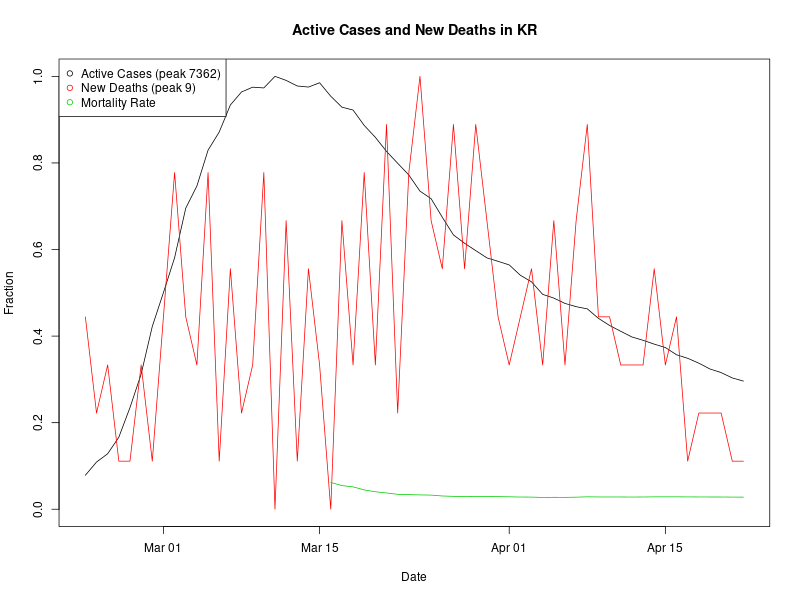 Active Cases and New Deaths in KR
Active Cases (peak 7362)
New Deaths (peak 9)
Mortality Rate
Fraction
1.0
0.8
0.6
0.4
0.2
0.0
Mar 01 Mar 15 Apr 01 Apr 15
Date